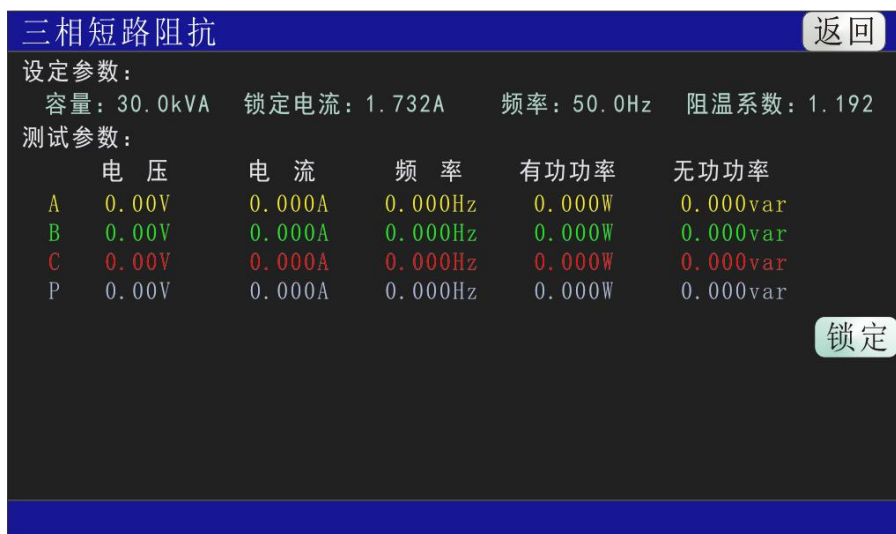 三相短路阻抗 返回
设定参数:
容量: 30.0kVA 锁定电流: 1.732A 频率: 50.0Hz 阻温系数: 1.192
测试参数:
电 压 电 流 频 率 有功功率 无功功率
A 0.00V 0.000A 0.000Hz 0.000W 0.000var
B 0.00V 0.000A 0.000Hz 0.000W 0.000var
C 0.00V 0.000A 0.000Hz 0.000W 0.000var
P 0.00V 0.000A 0.000Hz 0.000W 0.000var
锁定